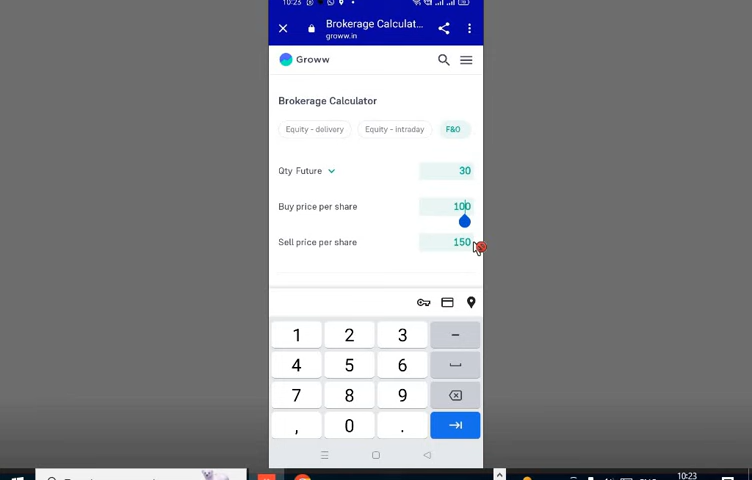 10:23
Brokerage Calculat...
groww.in
Groww
Brokerage Calculator
Equity - delivery
Equity - intraday
F&O
Qty Future
30
Buy price per share
100
Sell price per share
150
1
2
3
-
4
5
6
7
8
9
,
0
.
ENG
10:23